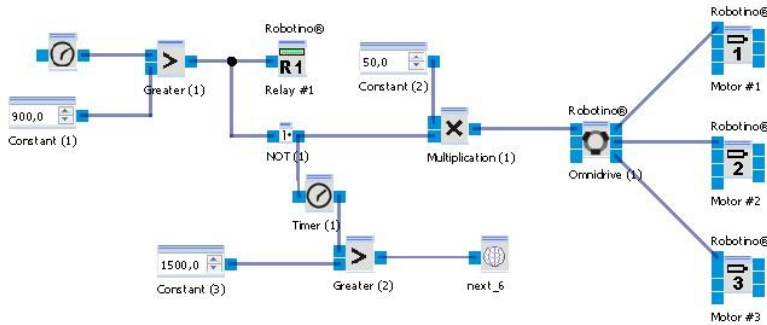 Robotino®
Robotino®
50,0
R1
1
Greater (1)
Relay #1
Constant (2)
Motor #1
900,0
Robotino®
Robotino®
Constant (1)
NOT (1)
Multiplication (1)
2
Omnidrive (1)
Motor #2
Timer (1)
Robotino®
1500,0
Constant (3)
Greater (2)
next_6
3
Motor #3